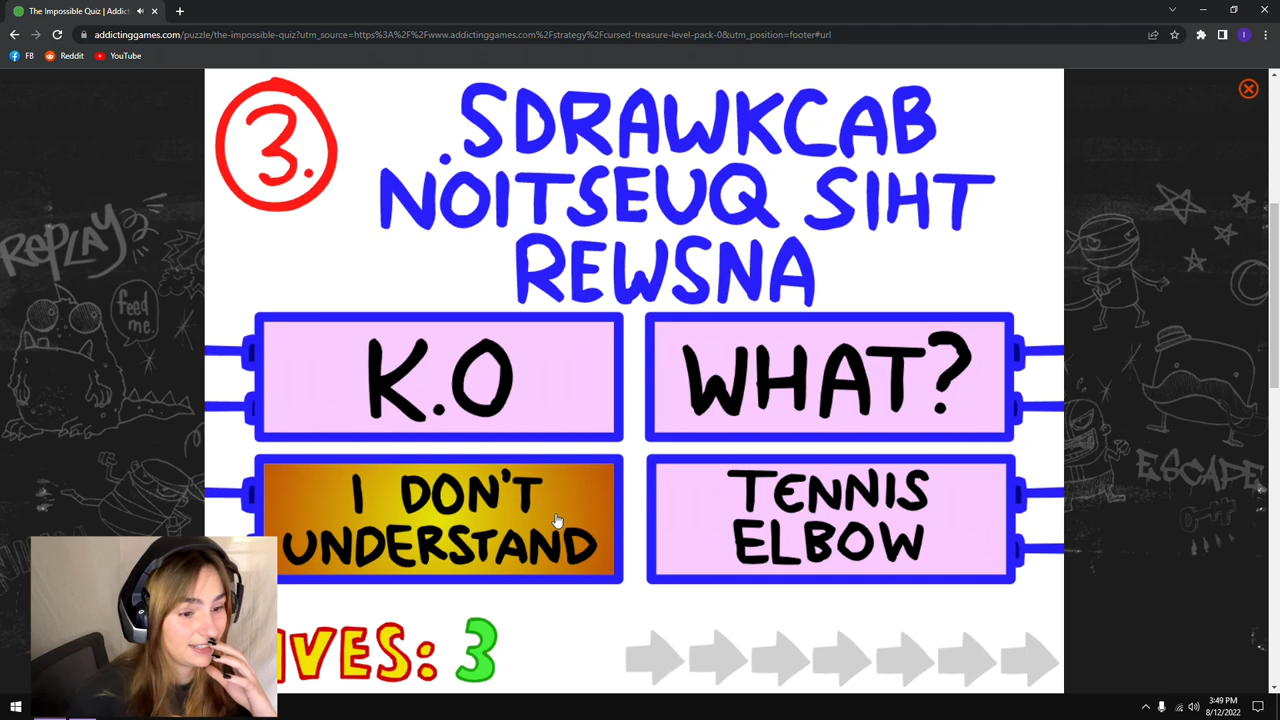 The Impossible Quiz | Addict
addictinggames.com/puzzle/the-impossible-quiz?utm_source=https%3A%2F%2Fwww.addictinggames.com%2Fstrategy%2Fcursed-treasure-level-pack-0&utm_position=footer#url
FB Reddit YouTube
3.
.SDRAWKCAB
NOITSEUQ SIHT
REWSNA
K.O
WHAT?
I DON'T
UNDERSTAND
TENNIS
ELBOW
IVES: 3
REPLAY
feed
me.
ESCAPE
3:49 PM
8/12/2022